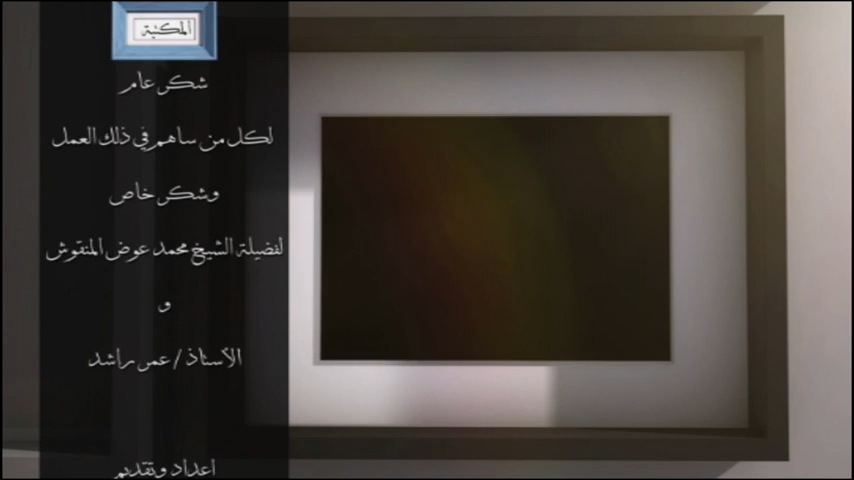 المكتبة
شكر عام
لكل من ساهم في ذلك العمل
وشكر خاص
لفضيلة الشيخ محمد عوض المنقوش
و
الأستاذ / عمر راشد
اعداد وتقديم